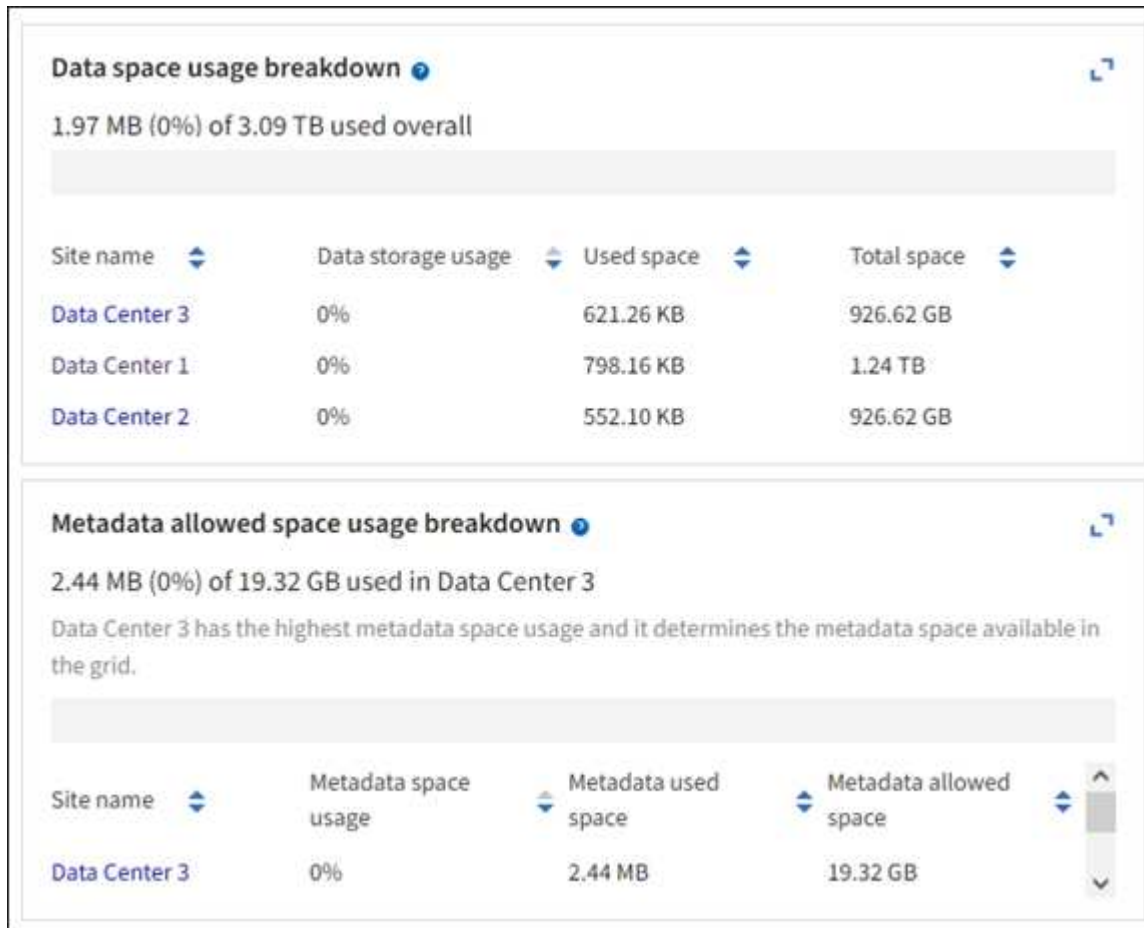 Data space usage breakdown
1.97 MB (0%) of 3.09 TB used overall
Site name Data storage usage Used space Total space
Data Center 3 0% 621.26 KB 926.62 GB
Data Center 1 0% 798.16 KB 1.24 TB
Data Center 2 0% 552.10 KB 926.62 GB
Metadata allowed space usage breakdown
2.44 MB (0%) of 19.32 GB used in Data Center 3
Data Center 3 has the highest metadata space usage and it determines the metadata space available in
the grid.
Site name Metadata space usage Metadata used space Metadata allowed space
Data Center 3 0% 2.44 MB 19.32 GB